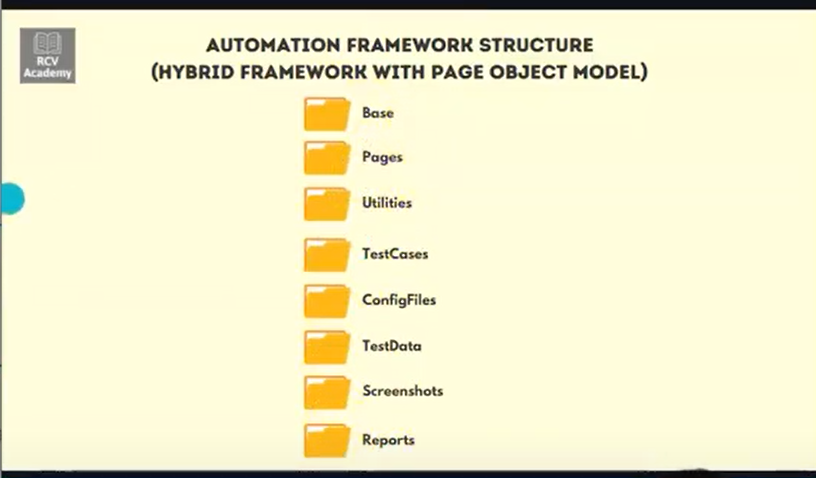 RCV
Academy
AUTOMATION FRAMEWORK STRUCTURE
(HYBRID FRAMEWORK WITH PAGE OBJECT MODEL)
Base
Pages
Utilities
TestCases
ConfigFiles
TestData
Screenshots
Reports